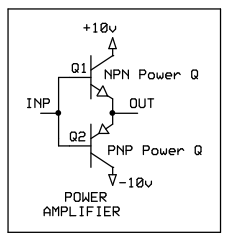 +10v
Q1
NPN Power Q
INP
OUT
Q2
PNP Power Q
-10v
POWER
AMPLIFIER